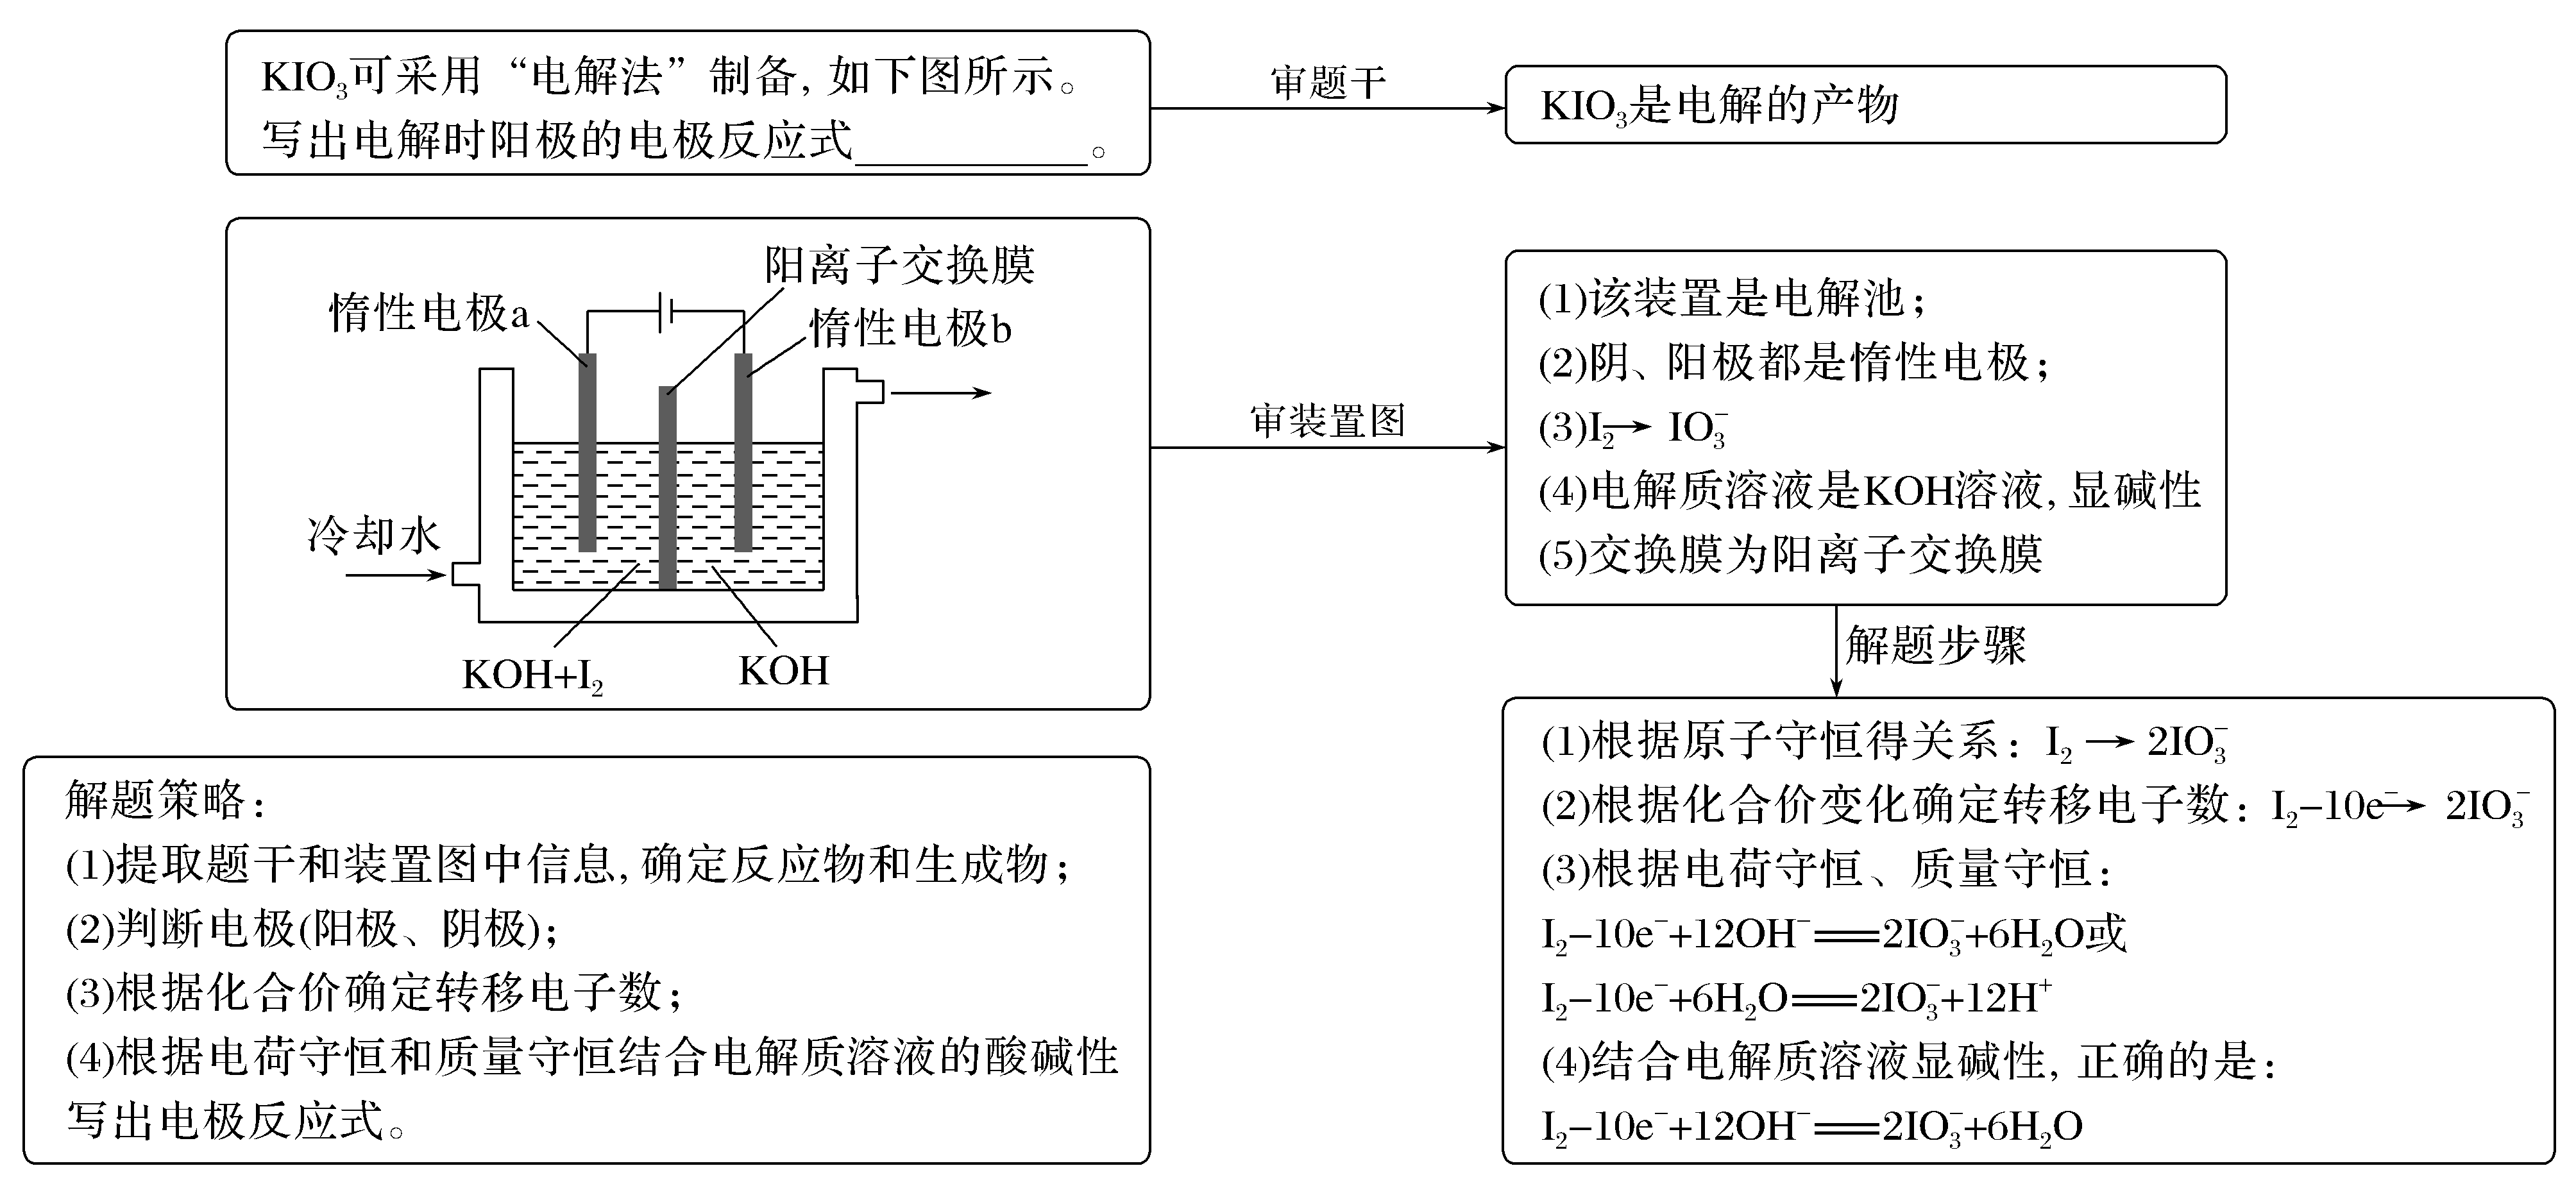 KIO₃可采用“电解法”制备，如下图所示。
写出电解时阳极的电极反应式__________。
审题干
KIO₃是电解的产物
阳离子交换膜
惰性电极a
惰性电极b
冷却水
KOH+I₂
KOH
审装置图
(1)该装置是电解池；
(2)阴、阳极都是惰性电极；
(3)I₂→ IO₃⁻
(4)电解质溶液是KOH溶液，显碱性
(5)交换膜为阳离子交换膜
解题步骤
(1)根据原子守恒得关系：I₂ → 2IO₃⁻
(2)根据化合价变化确定转移电子数：I₂−10e⁻→ 2IO₃⁻
(3)根据电荷守恒、质量守恒：
I₂−10e⁻+12OH⁻══2IO₃⁻+6H₂O或
I₂−10e⁻+6H₂O══2IO₃⁻+12H⁺
(4)结合电解质溶液显碱性，正确的是：
I₂−10e⁻+12OH⁻══2IO₃⁻+6H₂O
解题策略：
(1)提取题干和装置图中信息，确定反应物和生成物；
(2)判断电极(阳极、阴极)；
(3)根据化合价确定转移电子数；
(4)根据电荷守恒和质量守恒结合电解质溶液的酸碱性
写出电极反应式。